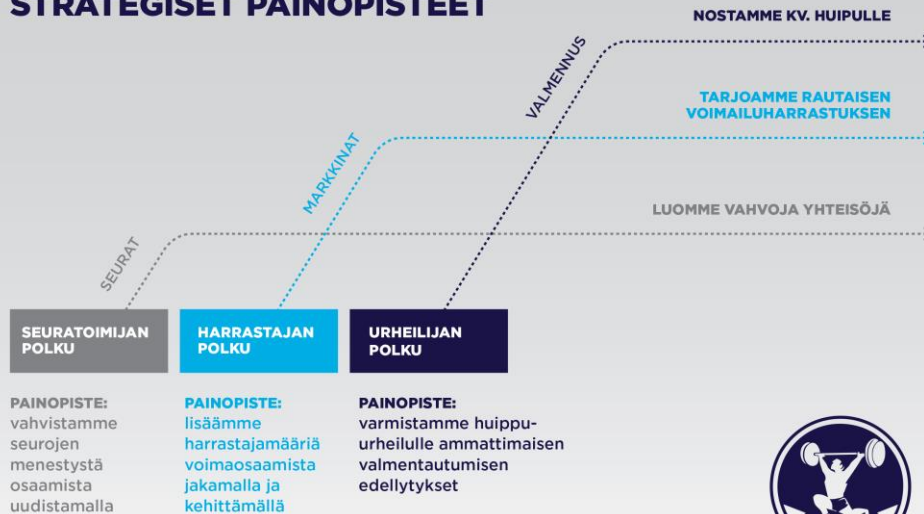 STRATEGISET PAINOPISTEET
NOSTAMME KV. HUIPULLE
VALMENNUS
TARJOAMME RAUTAISEN
VOIMAILUHARRASTUKSEN
MARKKINAT
LUOMME VAHVOJA YHTEISÖJÄ
SEURAT
SEURATOIMIJAN
POLKU
HARRASTAJAN
POLKU
URHEILIJAN
POLKU
PAINOPISTE:
vahvistamme
seurojen
menestystä
osaamista
uudistamalla
PAINOPISTE:
lisäämme
harrastajamääriä
voimaosaamista
jakamalla ja
kehittämällä
PAINOPISTE:
varmistamme huippu-
urheilulle ammattimaisen
valmentautumisen
edellytykset